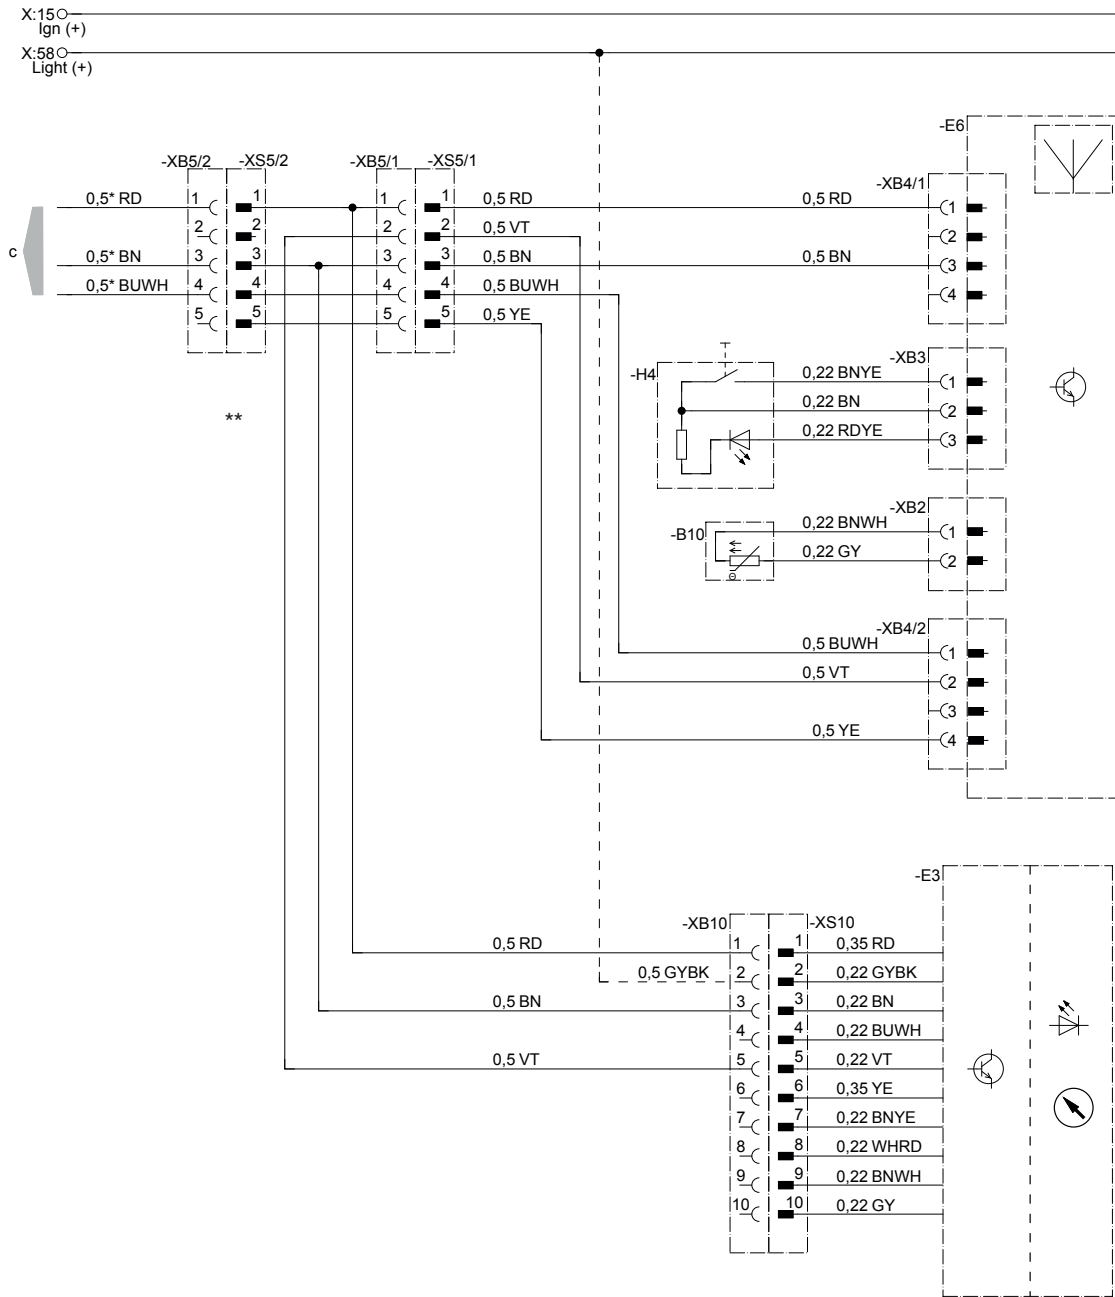 X:15
Ign (+)
X:58
Light (+)
-E6
-XB5/2 -XS5/2 -XB5/1 -XS5/1
-XB4/1
c
0,5* RD 1 1 1 1 0,5 RD 0,5 RD 1
2 2 2 2 0,5 VT 2
0,5* BN 3 3 3 3 0,5 BN 0,5 BN 3
0,5* BUWH 4 4 4 4 0,5 BUWH 4
5 5 5 5 0,5 YE
**
-H4 -XB3
0,22 BNYE 1
0,22 BN 2
0,22 RDYE 3
-B10 -XB2
0,22 BNWH 1
0,22 GY 2
Θ
-XB4/2
0,5 BUWH 1
0,5 VT 2
3
0,5 YE 4
-E3
-XB10 -XS10
0,5 RD 1 1 0,35 RD
0,5 GYBK 2 2 0,22 GYBK
0,5 BN 3 3 0,22 BN
4 4 0,22 BUWH
0,5 VT 5 5 0,22 VT
6 6 0,35 YE
7 7 0,22 BNYE
8 8 0,22 WHRD
9 9 0,22 BNWH
10 10 0,22 GY